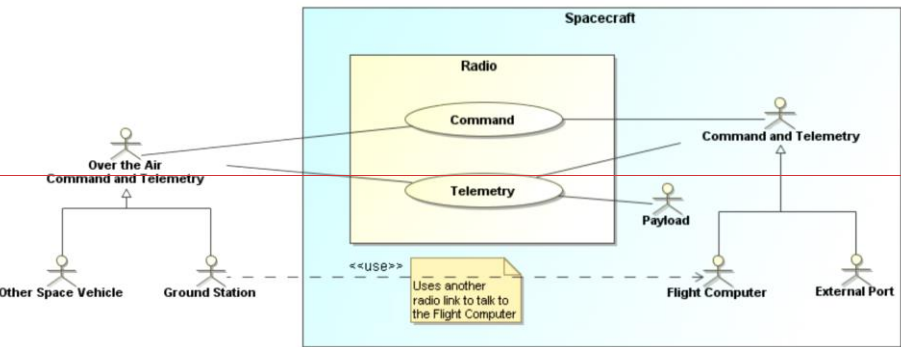 Spacecraft
Radio
Command
Command and Telemetry
Over the Air
Command and Telemetry
Telemetry
Payload
<<use>>
Other Space Vehicle
Ground Station
Uses another
radio link to talk to
the Flight Computer
Flight Computer
External Port